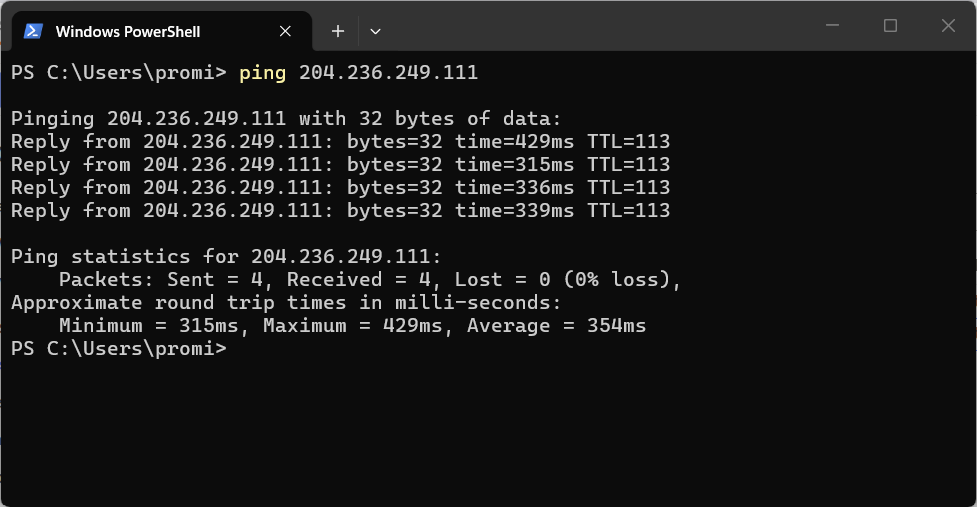 Windows PowerShell
PS C:\Users\promi> ping 204.236.249.111
Pinging 204.236.249.111 with 32 bytes of data:
Reply from 204.236.249.111: bytes=32 time=429ms TTL=113
Reply from 204.236.249.111: bytes=32 time=315ms TTL=113
Reply from 204.236.249.111: bytes=32 time=336ms TTL=113
Reply from 204.236.249.111: bytes=32 time=339ms TTL=113
Ping statistics for 204.236.249.111:
    Packets: Sent = 4, Received = 4, Lost = 0 (0% loss),
Approximate round trip times in milli-seconds:
    Minimum = 315ms, Maximum = 429ms, Average = 354ms
PS C:\Users\promi>